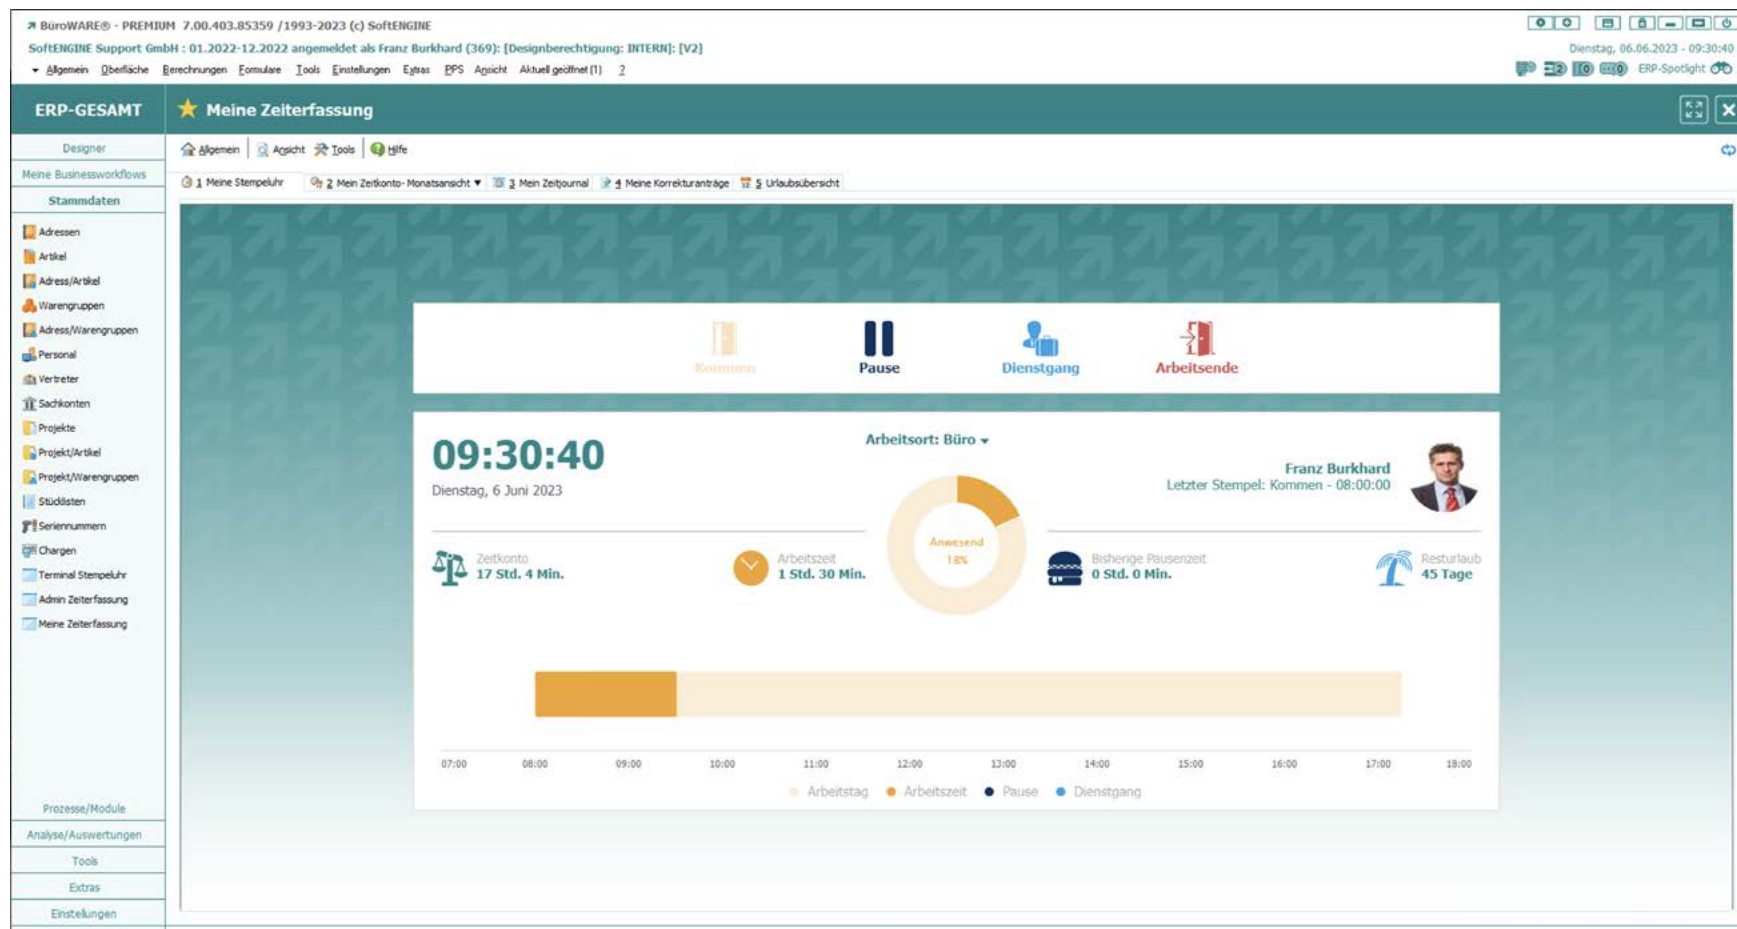 BüroWARE® - PREMIUM 7.00.403.85359 /1993-2023 (c) SoftENGINE
SoftENGINE Support GmbH : 01.2022-12.2022 angemeldet als Franz Burkhard (369): [Designberechtigung: INTERN]: [V2]
Dienstag, 06.06.2023 - 09:30:40
Allgemein Oberfläche Berechnungen Formulare Tools Einstellungen Extras PPS Ansicht Aktuell geöffnet (1) ?
2 0 0 ERP-Spotlight
ERP-GESAMT
Meine Zeiterfassung
Designer
Meine Businessworkflows
Stammdaten
Adressen
Artikel
Adress/Artikel
Warengruppen
Adress/Warengruppen
Personal
Vertreter
Sachkonten
Projekte
Projekt/Artikel
Projekt/Warengruppen
Stücklisten
Seriennummern
Chargen
Terminal Stempeluhr
Admin Zeiterfassung
Meine Zeiterfassung
Prozesse/Module
Analyse/Auswertungen
Tools
Extras
Einstellungen
Allgemein Ansicht Tools Hilfe
1 Meine Stempeluhr 2 Mein Zeitkonto- Monatsansicht 3 Mein Zeitjournal 4 Meine Korrekturanträge 5 Urlaubsübersicht
Kommen Pause Dienstgang Arbeitsende
09:30:40
Dienstag, 6 Juni 2023
Arbeitsort: Büro
Franz Burkhard
Letzter Stempel: Kommen - 08:00:00
Zeitkonto
17 Std. 4 Min.
Arbeitszeit
1 Std. 30 Min.
Anwesend
18%
Bisherige Pausenzeit
0 Std. 0 Min.
Resturlaub
45 Tage
07:00 08:00 09:00 10:00 11:00 12:00 13:00 14:00 15:00 16:00 17:00 18:00
Arbeitstag Arbeitszeit Pause Dienstgang